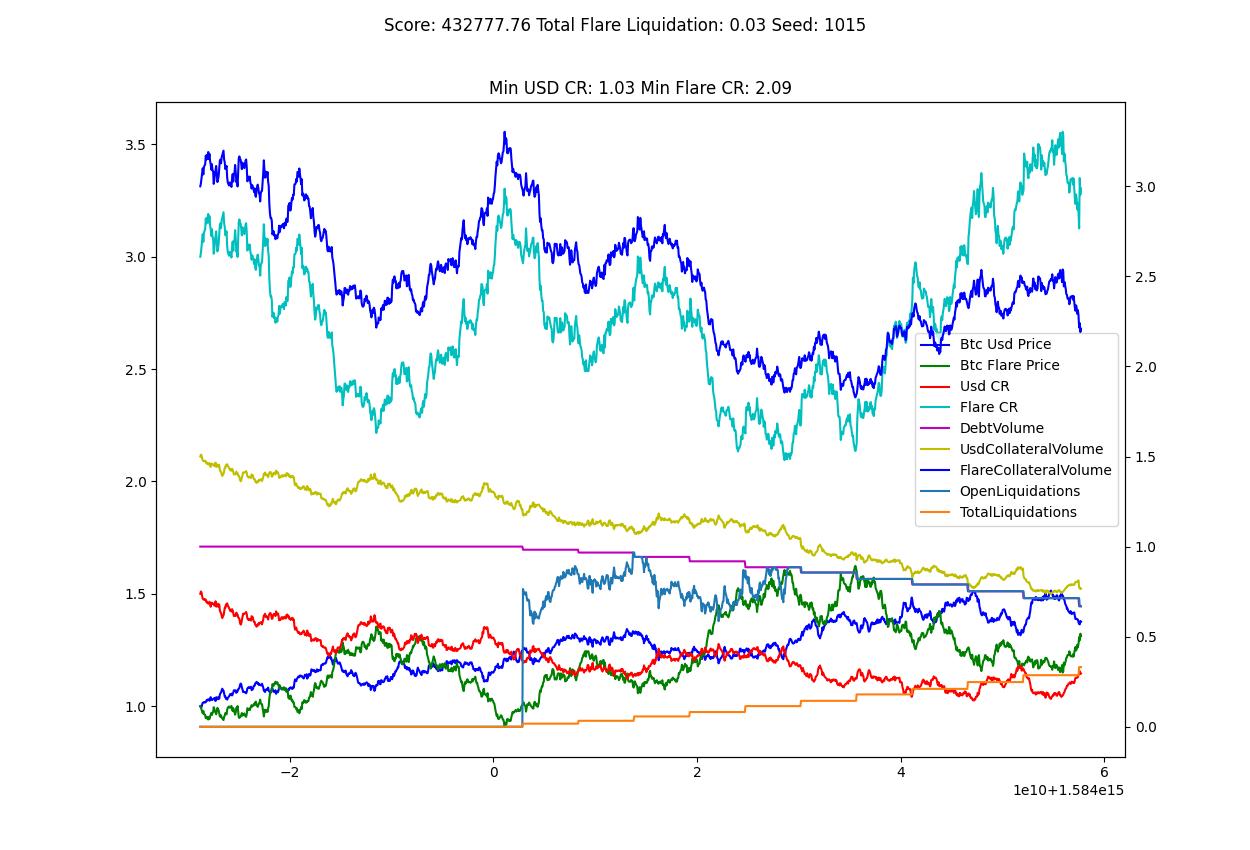 Score: 432777.76 Total Flare Liquidation: 0.03 Seed: 1015
Min USD CR: 1.03 Min Flare CR: 2.09
3.5
3.0
2.5
2.0
1.5
1.0
3.0
2.5
2.0
1.5
1.0
0.5
0.0
Btc Usd Price
Btc Flare Price
Usd CR
Flare CR
DebtVolume
UsdCollateralVolume
FlareCollateralVolume
OpenLiquidations
TotalLiquidations
−2 0 2 4 6
1e10+1.584e15